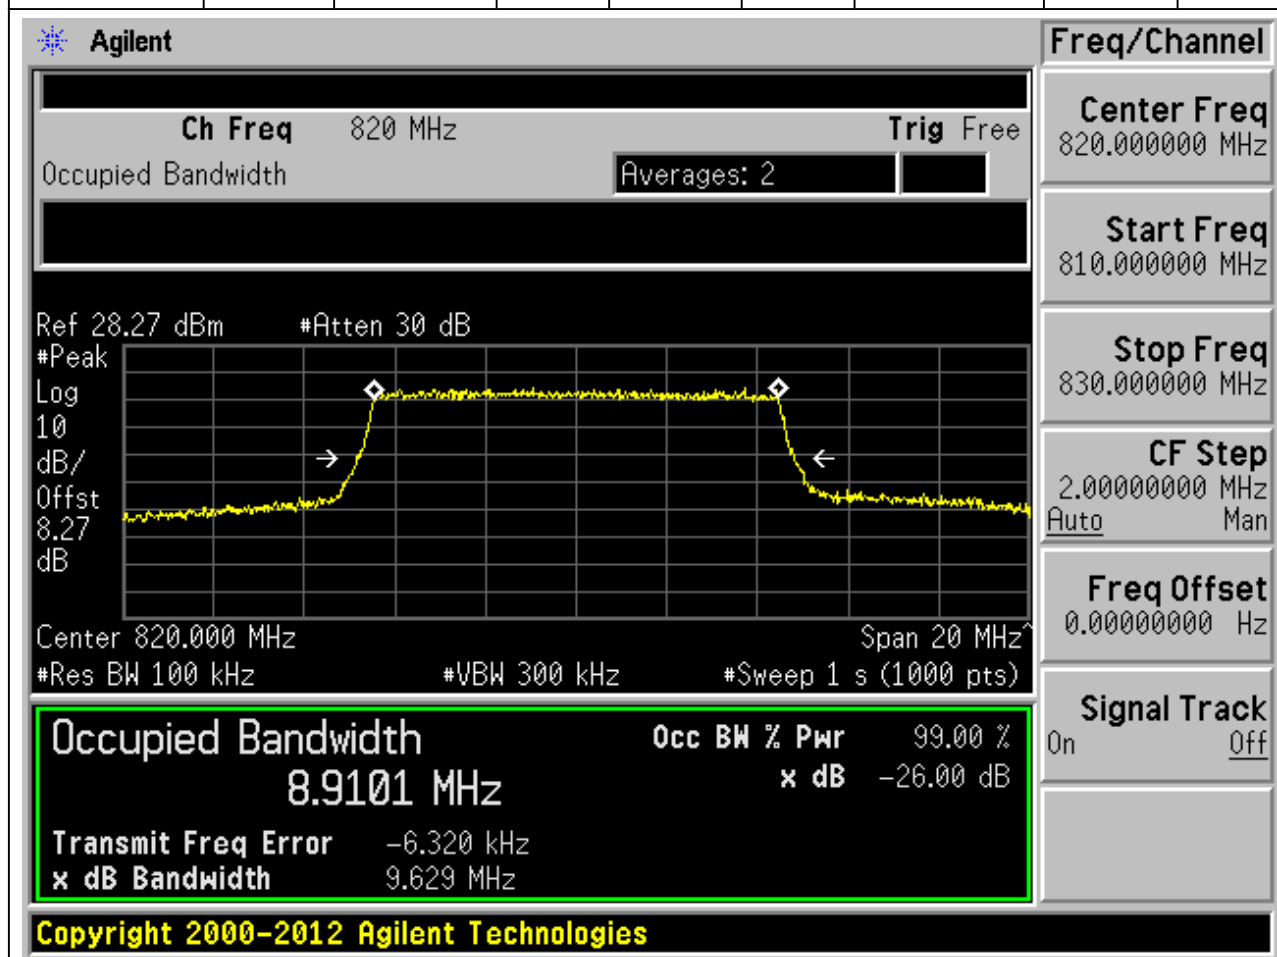 Agilent
Freq/Channel
Ch Freq 820 MHz Trig Free
Occupied Bandwidth Averages: 2
Center Freq
820.000000 MHz
Start Freq
810.000000 MHz
Stop Freq
830.000000 MHz
CF Step
2.00000000 MHz
Auto Man
Freq Offset
0.00000000 Hz
Signal Track
On Off
Ref 28.27 dBm #Atten 30 dB
#Peak
Log
10
dB/
Offst
8.27
dB
Center 820.000 MHz Span 20 MHz^
#Res BW 100 kHz #VBW 300 kHz #Sweep 1 s (1000 pts)
Occupied Bandwidth Occ BW % Pwr 99.00 %
8.9101 MHz x dB -26.00 dB
Transmit Freq Error -6.320 kHz
x dB Bandwidth 9.629 MHz
Copyright 2000-2012 Agilent Technologies